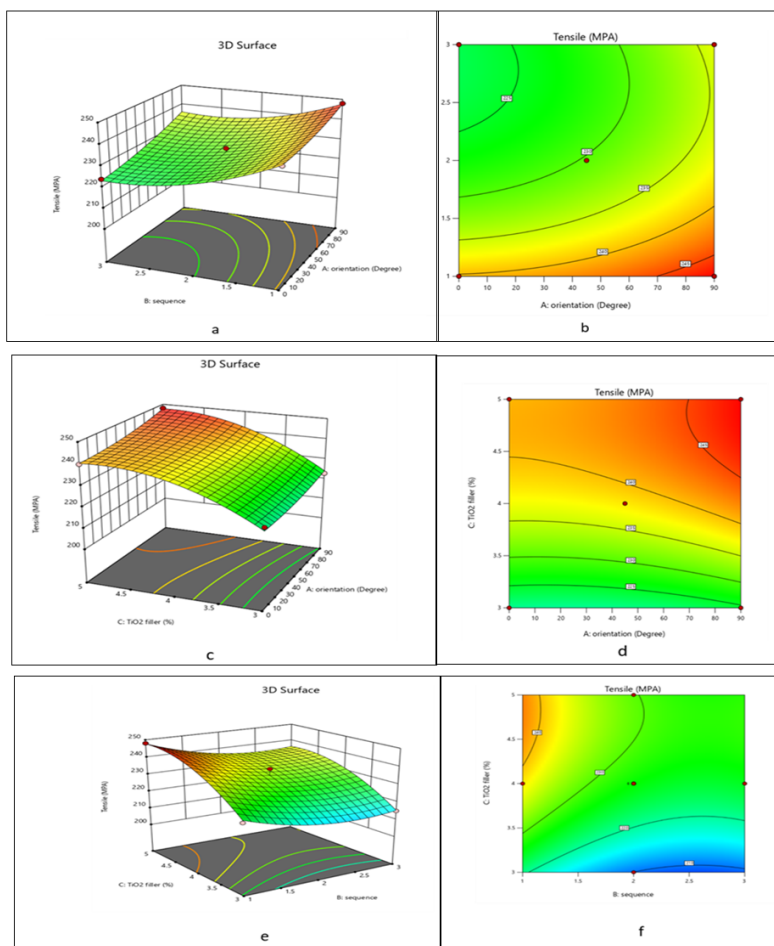 3D Surface
250
240
230
220
210
200
Tensile (MPA)
3
2.5
2
1.5
1
B: sequence
0
10
20
30
40
50
60
70
80
90
A: orientation (Degree)
a
Tensile (MPA)
3
2.5
2
1.5
1
0 10 20 30 40 50 60 70 80 90
A: orientation (Degree)
b
3D Surface
250
240
230
220
210
200
Tensile (MPA)
5
4.5
4
3.5
3
C: TiO2 filler (%)
0
10
20
30
40
50
60
70
80
90
A: orientation (Degree)
c
Tensile (MPA)
C: TiO2 filler (%)
5
4.5
4
3.5
3
0 10 20 30 40 50 60 70 80 90
A: orientation (Degree)
d
3D Surface
250
240
230
220
210
200
Tensile (MPA)
5
4.5
4
3.5
3
C: TiO2 filler (%)
1
1.5
2
2.5
3
B: sequence
e
Tensile (MPA)
C: TiO2 filler (%)
5
4.5
4
3.5
3
1 1.5 2 2.5 3
B: sequence
f